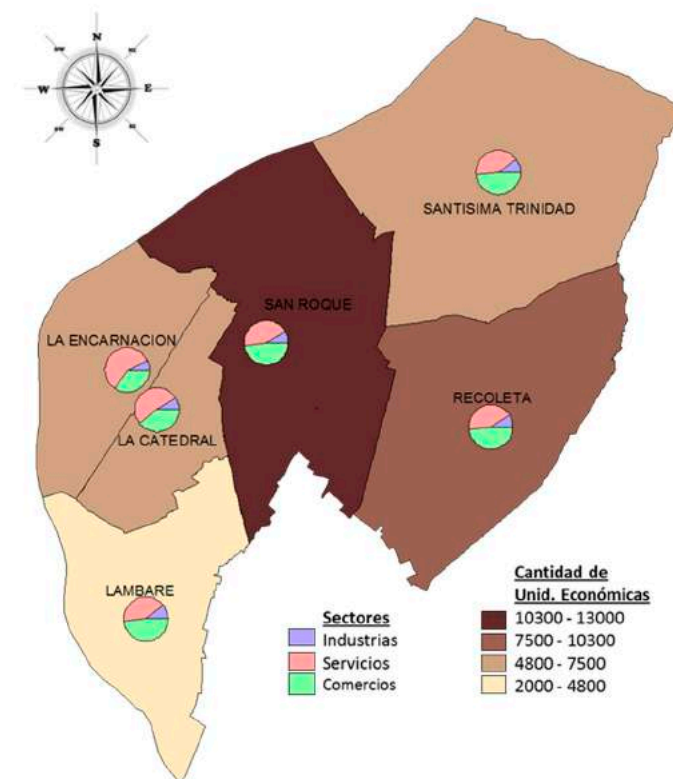 N
W
E
S
SANTISIMA TRINIDAD
SAN ROQUE
LA ENCARNACION
RECOLETA
LA CATEDRAL
LAMBARE
Sectores
Industrias
Servicios
Comercios
Cantidad de
Unid. Económicas
10300 - 13000
7500 - 10300
4800 - 7500
2000 - 4800